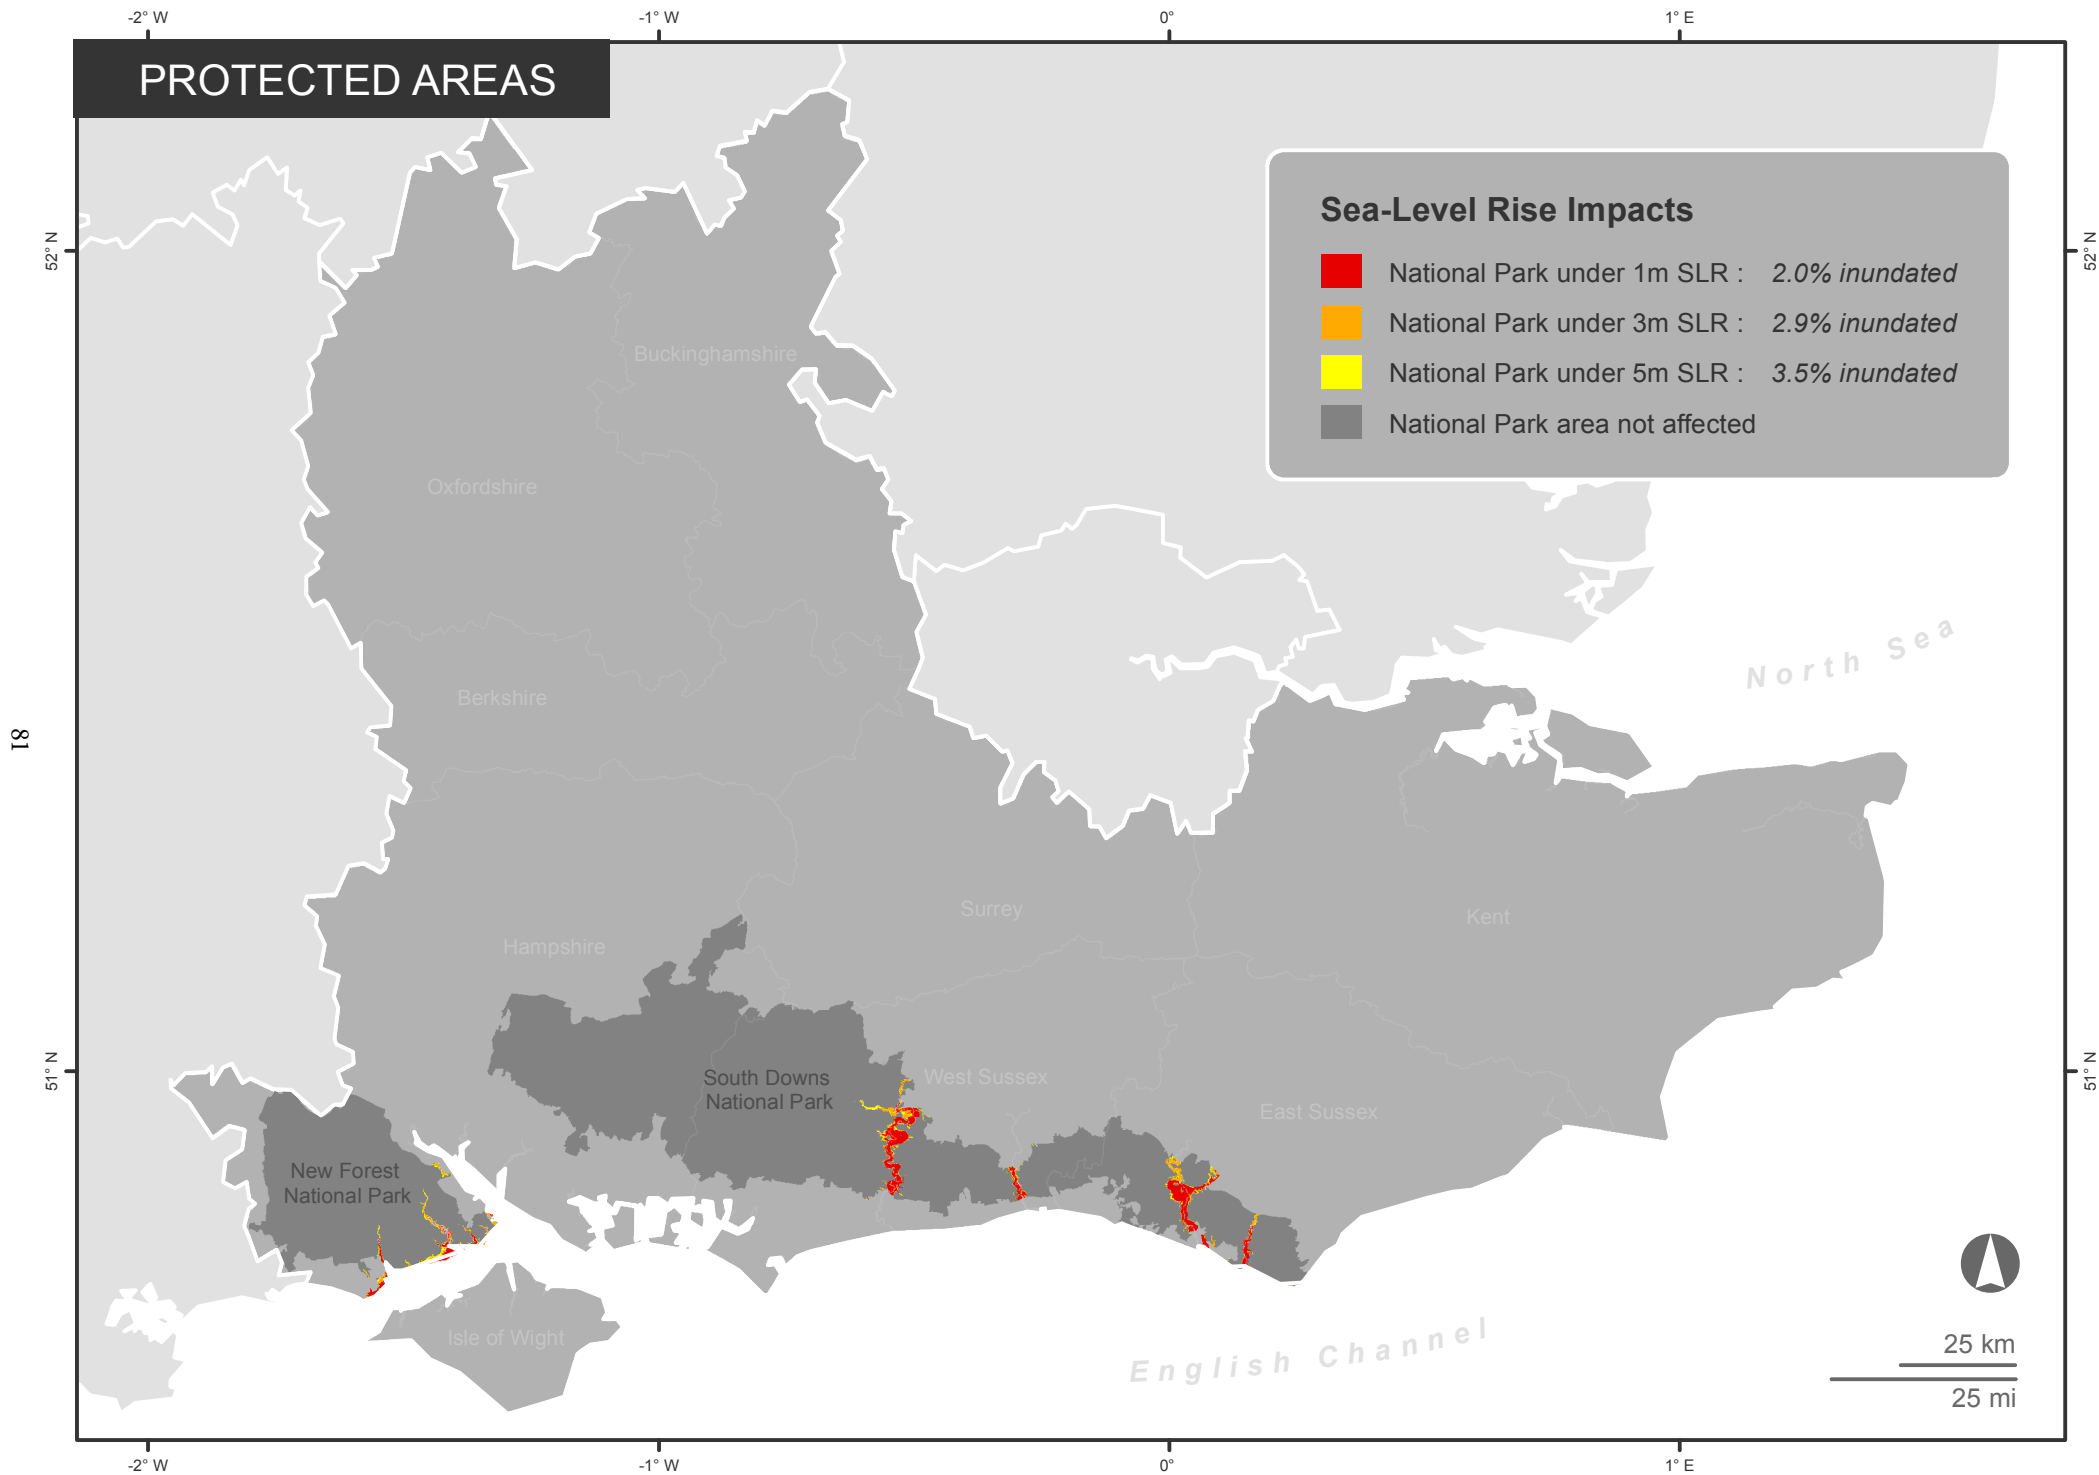 -2° W
-1° W
0°
1° E
PROTECTED AREAS
Sea-Level Rise Impacts
National Park under 1m SLR : 2.0% inundated
National Park under 3m SLR : 2.9% inundated
National Park under 5m SLR : 3.5% inundated
National Park area not affected
52° N
52° N
Buckinghamshire
Oxfordshire
North Sea
Berkshire
81
Surrey
Kent
Hampshire
51° N
51° N
South Downs
National Park
West Sussex
East Sussex
New Forest
National Park
Isle of Wight
English Channel
25 km
25 mi
-2° W
-1° W
0°
1° E